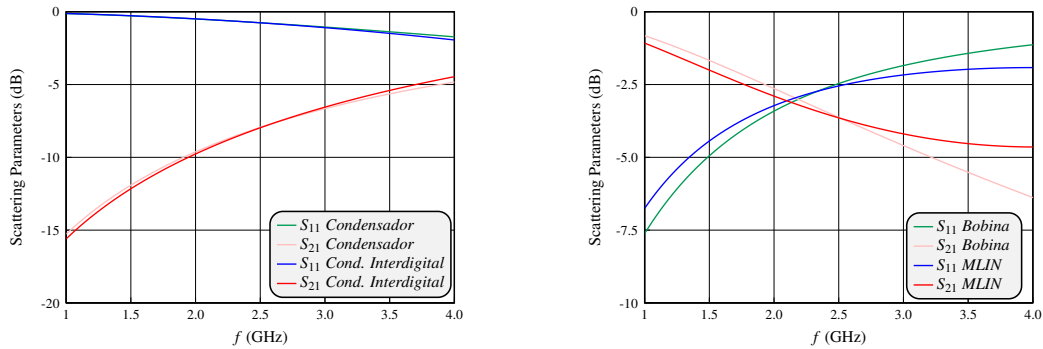 Scattering Parameters (dB)
0
-5
-10
-15
-20
S11 Condensador
S21 Condensador
S11 Cond. Interdigital
S21 Cond. Interdigital
1 1.5 2.0 2.5 3.0 3.5 4.0
f (GHz)
Scattering Parameters (dB)
0
-2.5
-5.0
-7.5
-10
S11 Bobina
S21 Bobina
S11 MLIN
S21 MLIN
1 1.5 2.0 2.5 3.0 3.5 4.0
f (GHz)